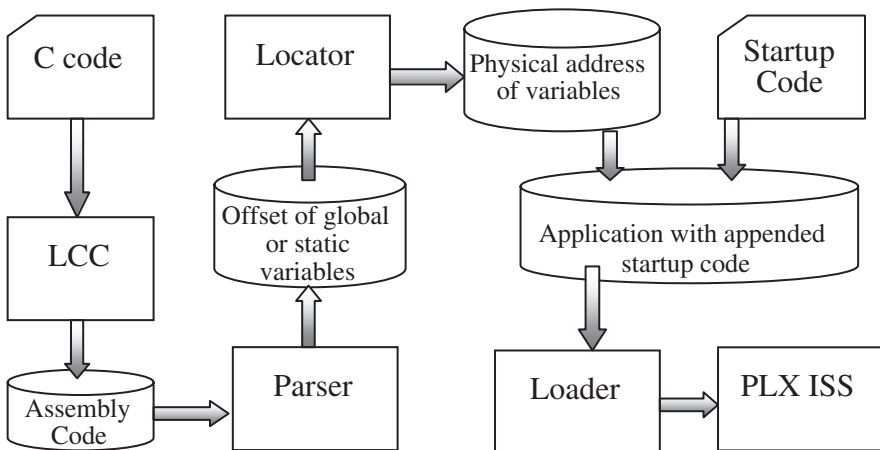 C code
LCC
Assembly
Code
Parser
Offset of global
or static
variables
Locator
Physical address
of variables
Startup
Code
Application with appended
startup code
Loader
PLX ISS